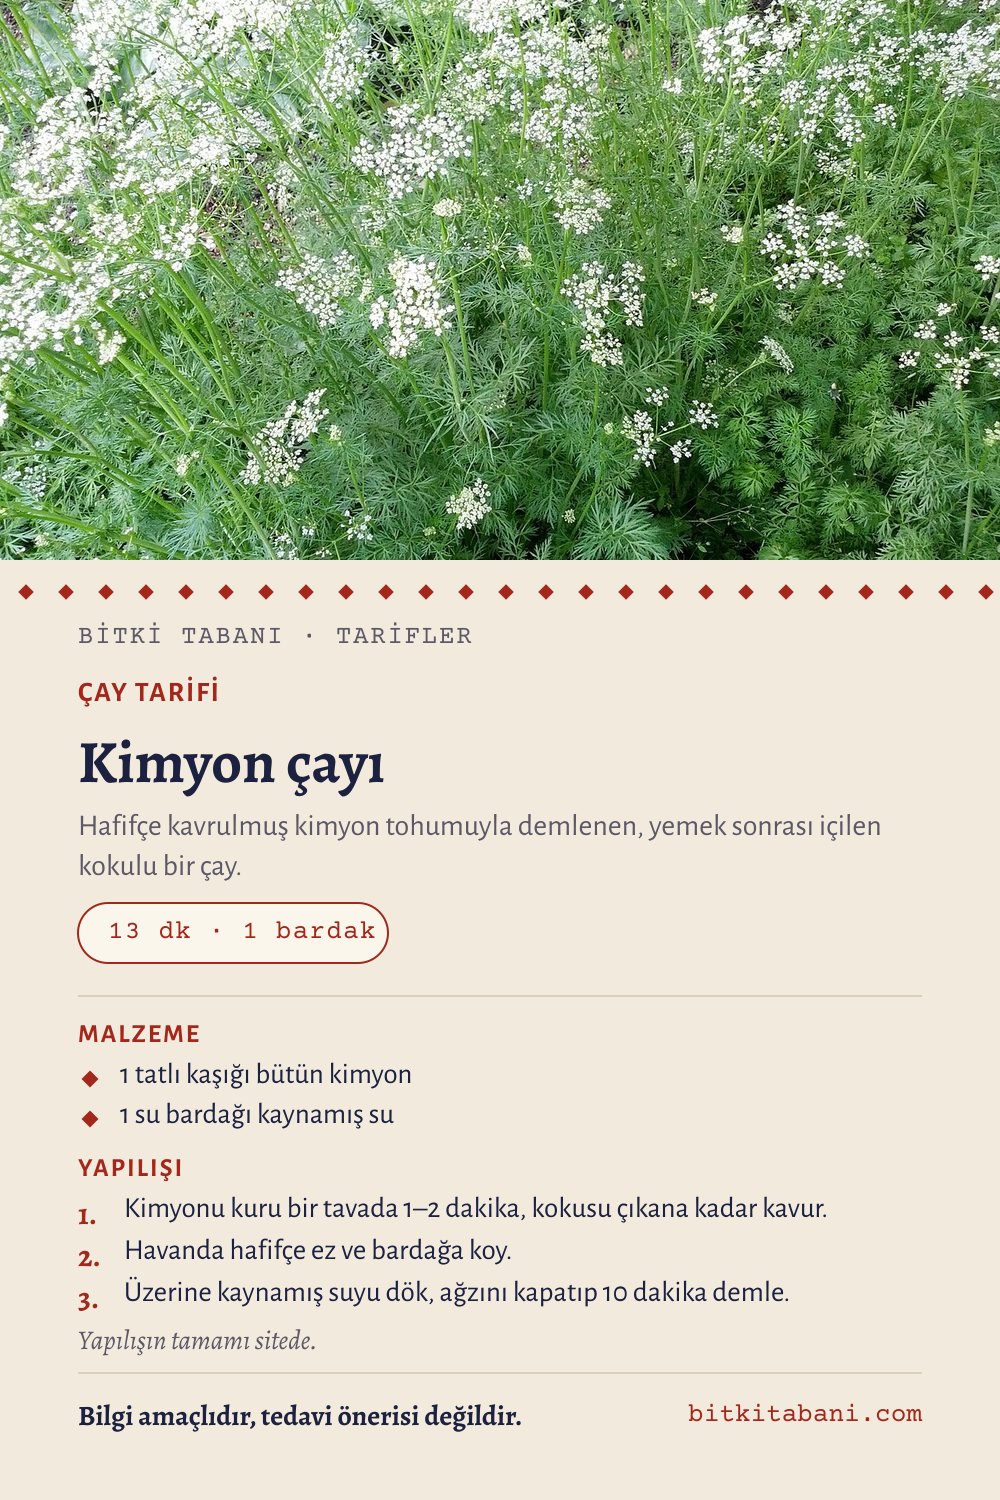 BİTKİ TABANI · TARİFLER
ÇAY TARİFİ
Kimyon çayı
Hafifçe kavrulmuş kimyon tohumuyla demlenen, yemek sonrası içilen
kokulu bir çay.
13 dk · 1 bardak
MALZEME
◆ 1 tatlı kaşığı bütün kimyon
◆ 1 su bardağı kaynamış su
YAPILIŞI
1. Kimyonu kuru bir tavada 1–2 dakika, kokusu çıkana kadar kavur.
2. Havanda hafifçe ez ve bardağa koy.
3. Üzerine kaynamış suyu dök, ağzını kapatıp 10 dakika demle.
Yapılışın tamamı sitede.
Bilgi amaçlıdır, tedavi önerisi değildir.
bitkitabani.com